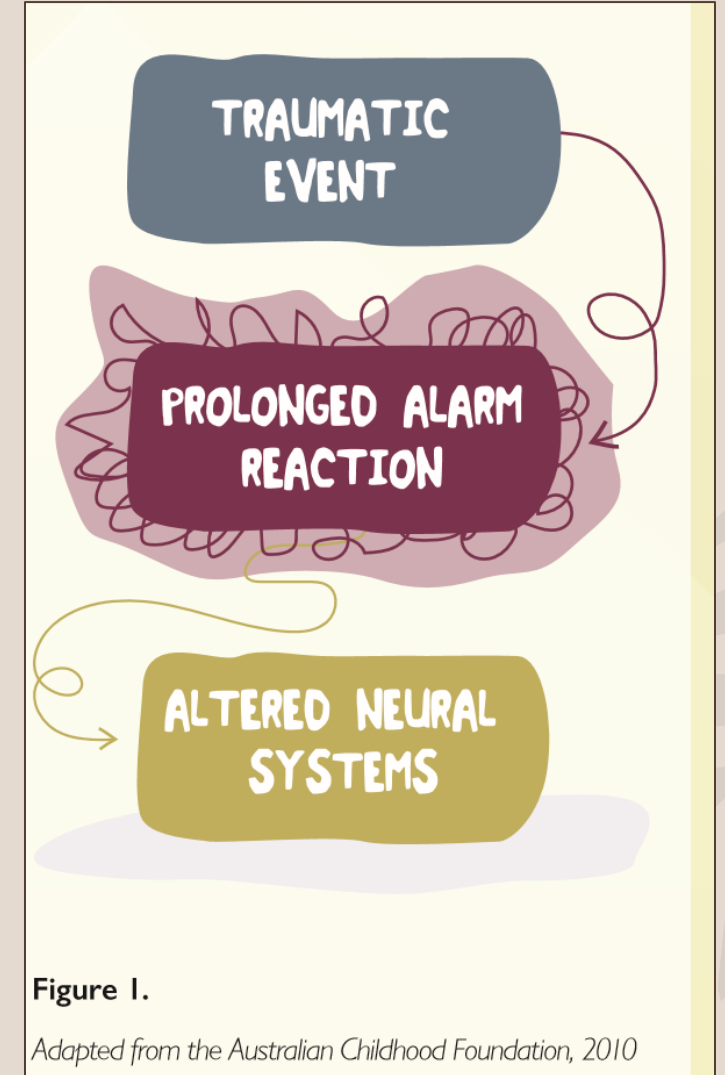 TRAUMATIC
EVENT
PROLONGED ALARM
REACTION
ALTERED NEURAL
SYSTEMS
Figure 1.
Adapted from the Australian Childhood Foundation, 2010